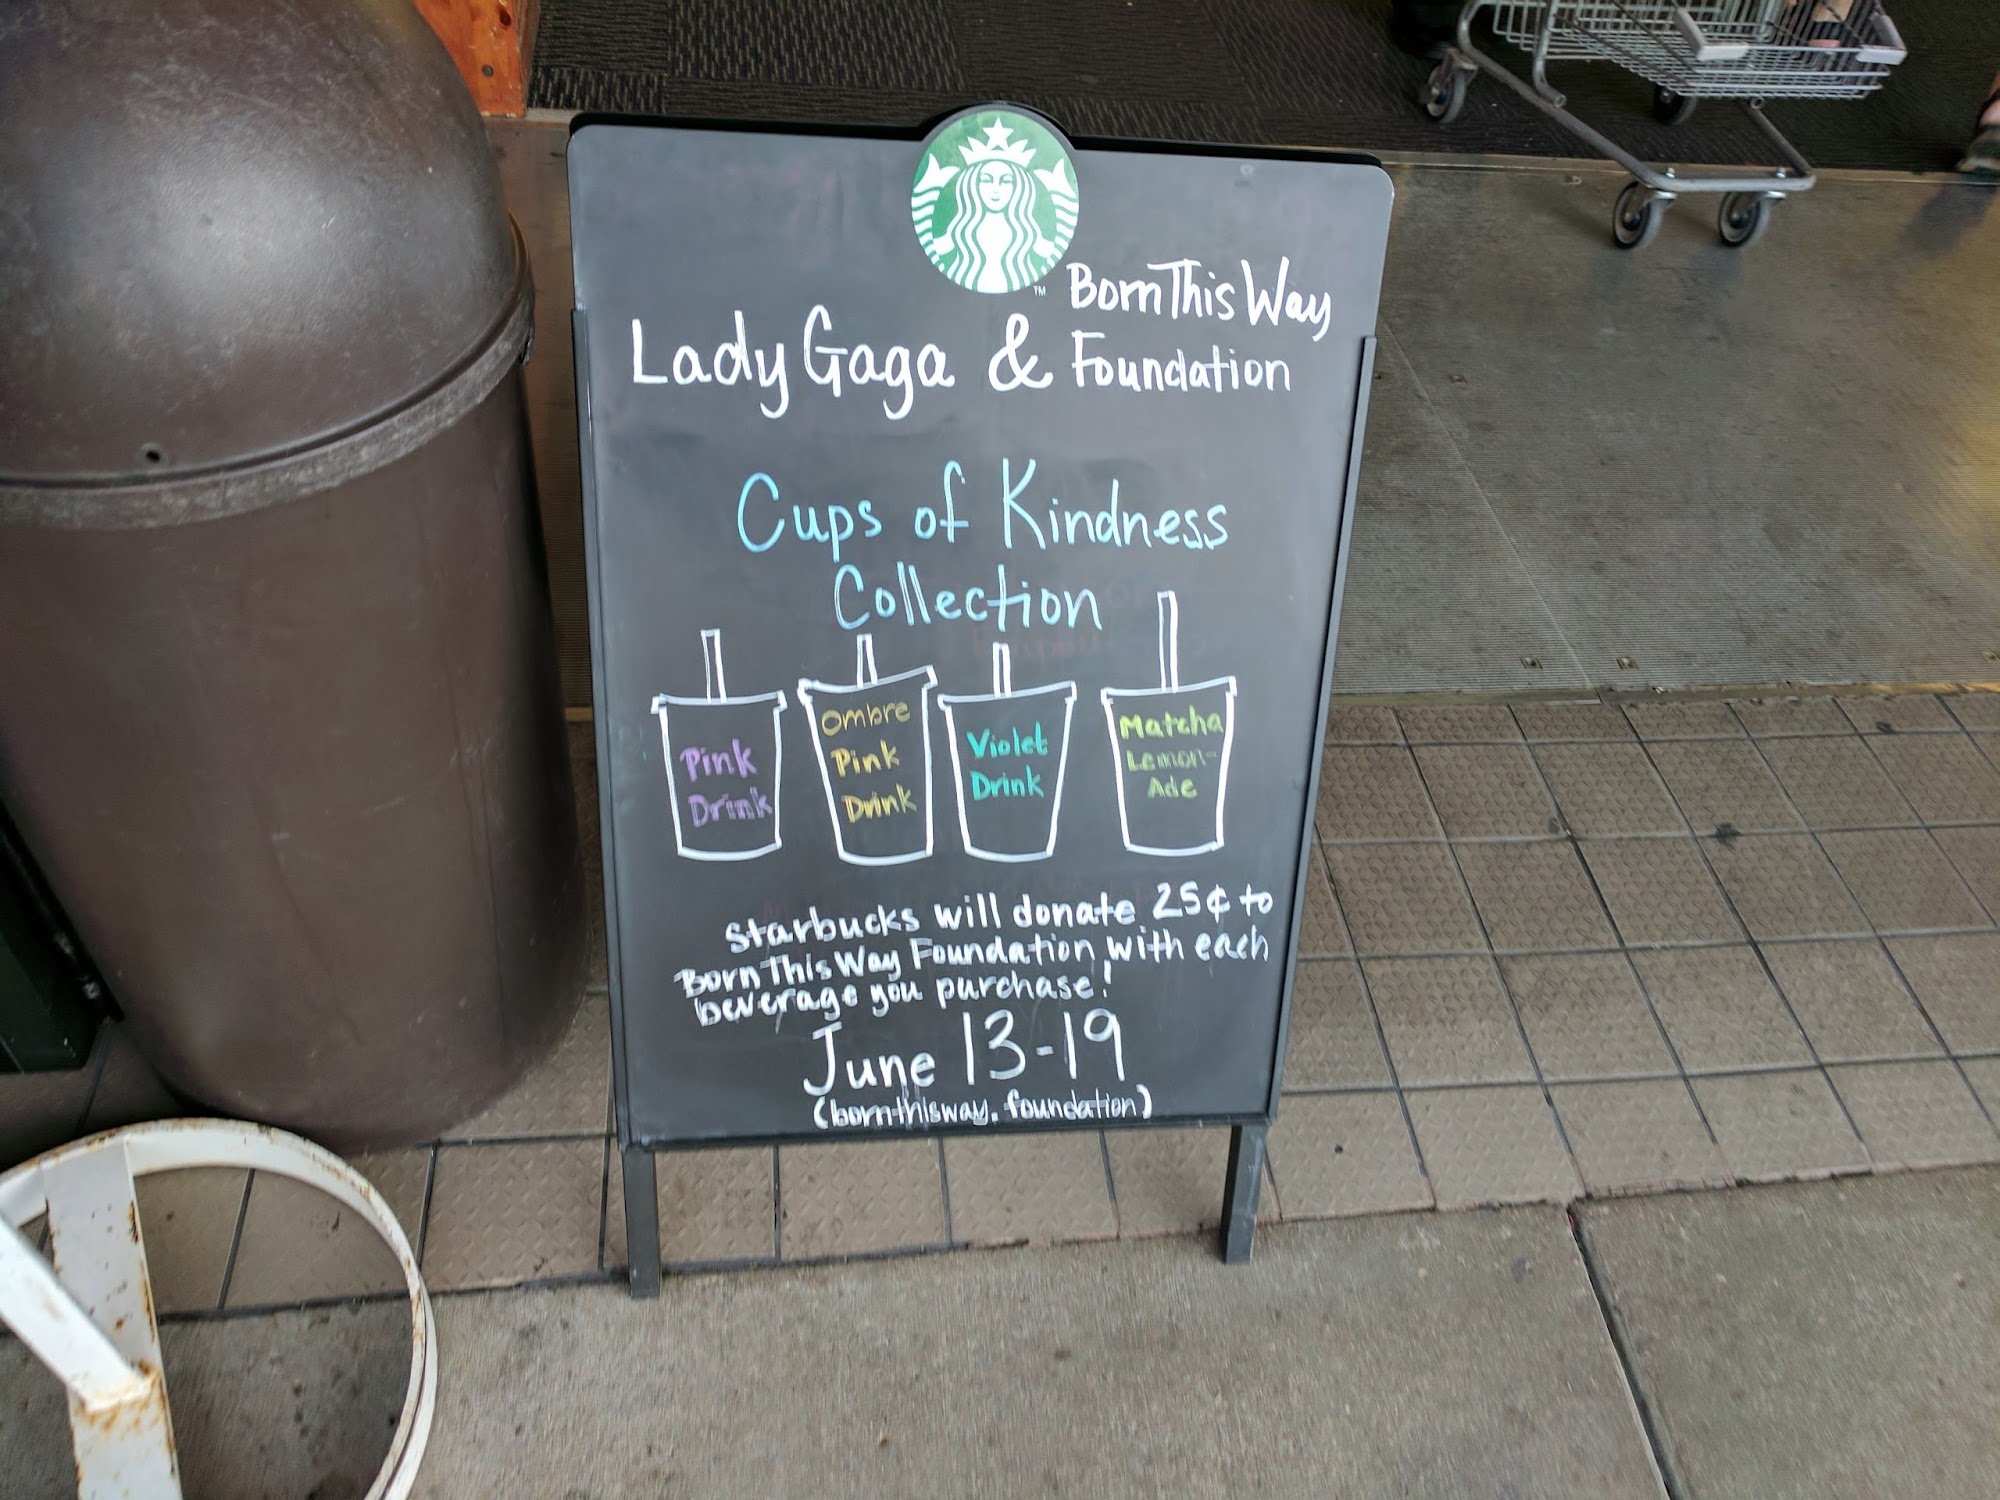 Born This Way
Lady Gaga & Foundation
Cups of Kindness
Collection
Pink
Drink
Ombre
Pink
Drink
Violet
Drink
Matcha
Lemon-
Ade
Starbucks will donate 25¢ to
Born This Way Foundation with each
beverage you purchase!
June 13-19
(bornthisway.foundation)
TM